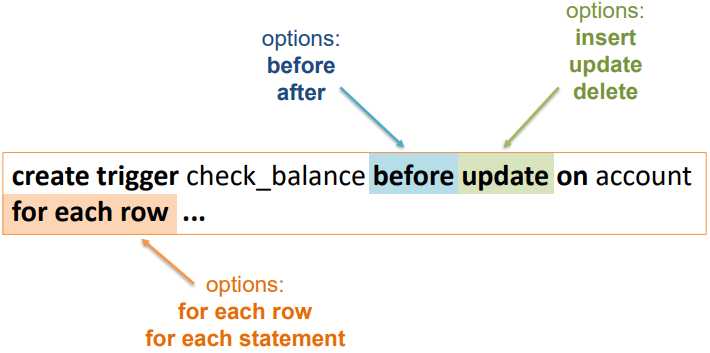 options:
before
after
options:
insert
update
delete
create trigger check_balance before update on account
for each row ...
options:
for each row
for each statement